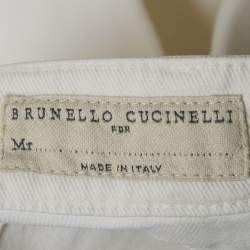 BRUNELLO CUCINELLI
FOR
Mr.............................................
MADE IN ITALY